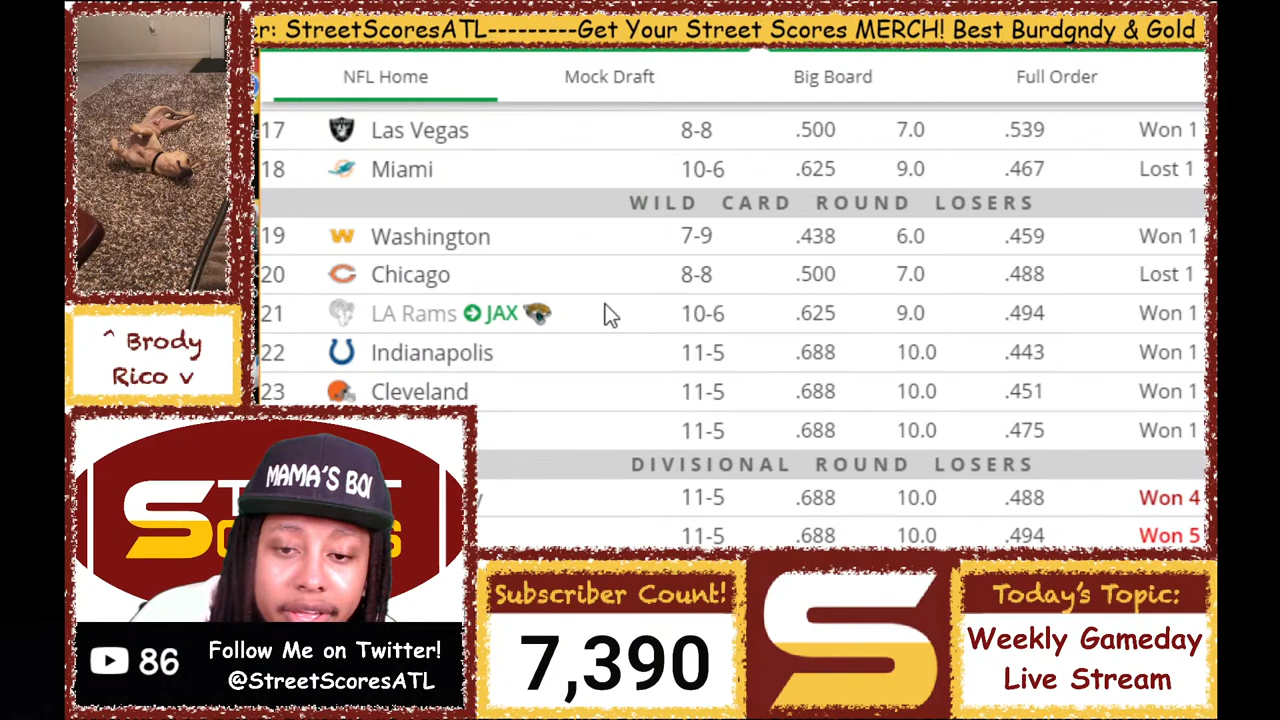 r: StreetScoresATL---------Get Your Street Scores MERCH! Best Burdgndy & Gold
NFL Home Mock Draft Big Board Full Order
17 Las Vegas 8-8 .500 7.0 .539 Won 1
18 Miami 10-6 .625 9.0 .467 Lost 1
WILD CARD ROUND LOSERS
19 Washington 7-9 .438 6.0 .459 Won 1
20 Chicago 8-8 .500 7.0 .488 Lost 1
21 LA Rams JAX 10-6 .625 9.0 .494 Won 1
22 Indianapolis 11-5 .688 10.0 .443 Won 1
23 Cleveland 11-5 .688 10.0 .451 Won 1
11-5 .688 10.0 .475 Won 1
DIVISIONAL ROUND LOSERS
11-5 .688 10.0 .488 Won 4
11-5 .688 10.0 .494 Won 5
^ Brody
Rico v
MAMA'S BOI
86
Follow Me on Twitter!
@StreetScoresATL
Subscriber Count!
7,390
S
Today's Topic:
Weekly Gameday
Live Stream